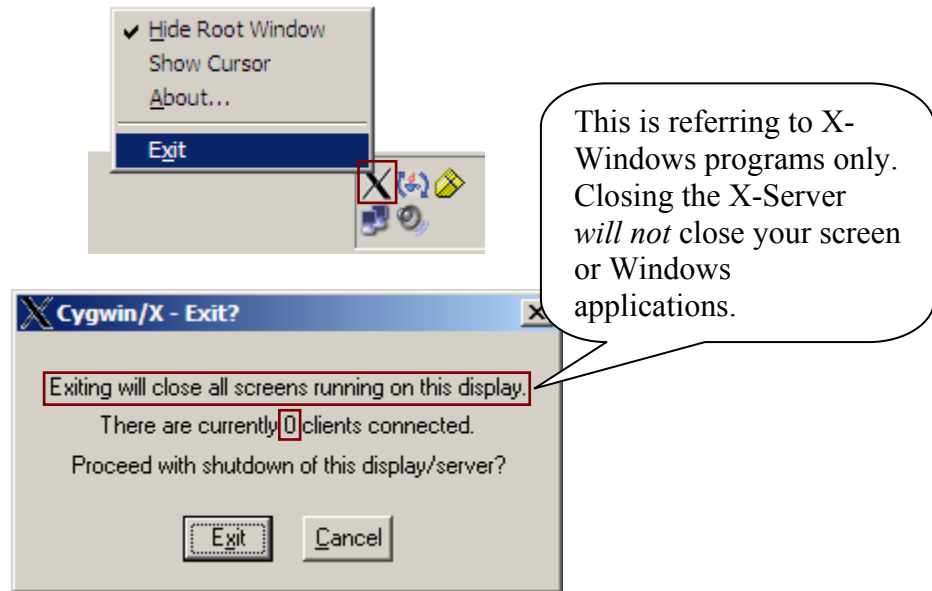 Hide Root Window
Show Cursor
About...
Exit
This is referring to X-
Windows programs only.
Closing the X-Server
will not close your screen
or Windows
applications.
Cygwin/X - Exit?
Exiting will close all screens running on this display.
There are currently 0 clients connected.
Proceed with shutdown of this display/server?
Exit
Cancel